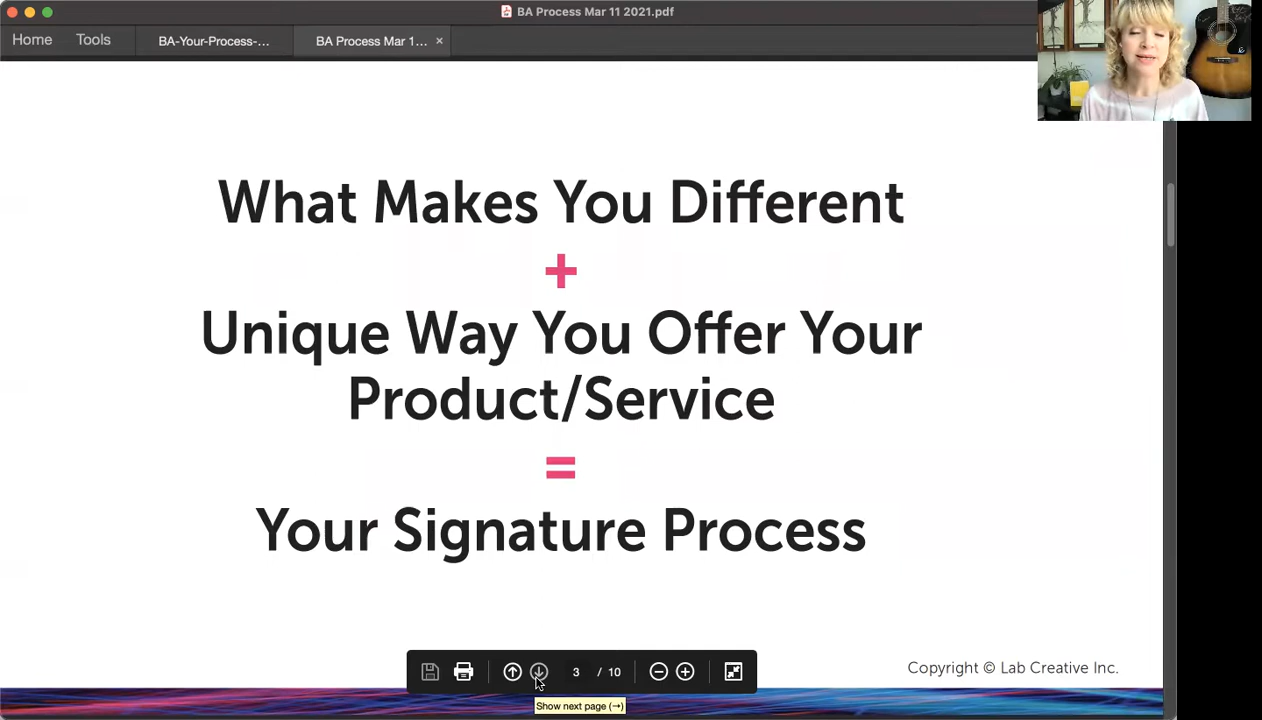 BA Process Mar 11 2021.pdf
Home Tools BA-Your-Process-... BA Process Mar 1... ×
What Makes You Different
+
Unique Way You Offer Your
Product/Service
=
Your Signature Process
3 / 10
Copyright © Lab Creative Inc.
Show next page (→)